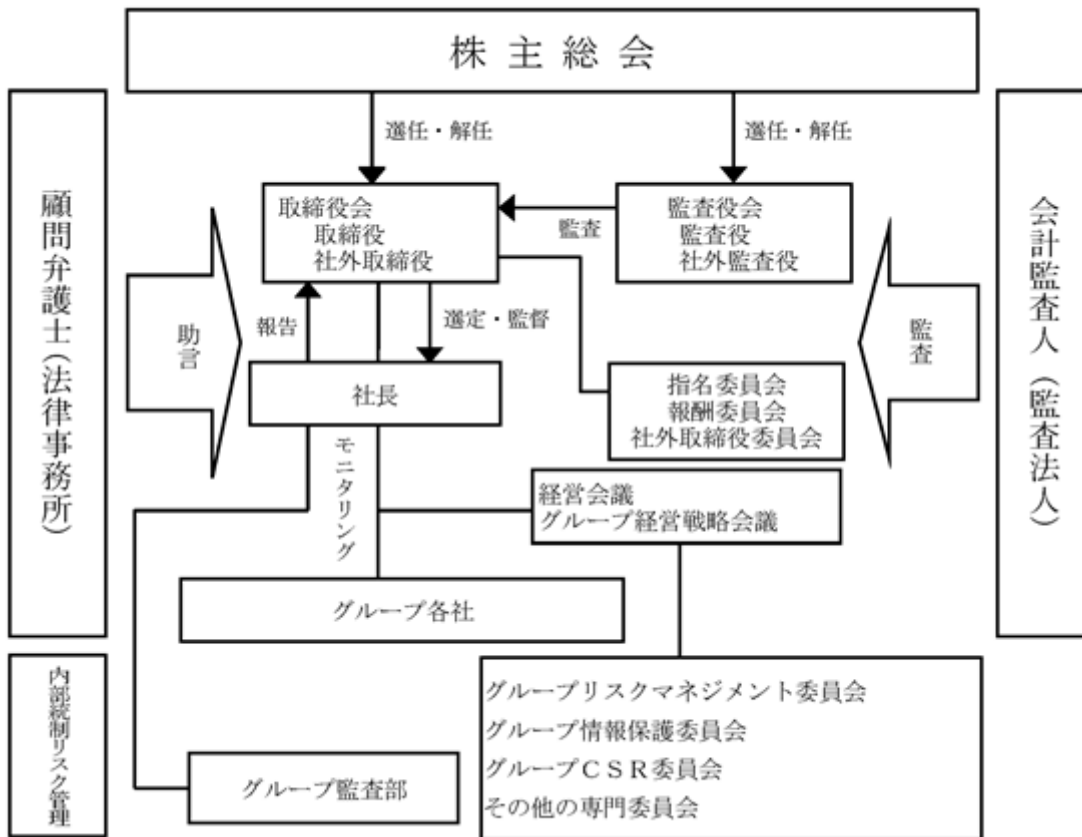 株主総会
選任・解任
選任・解任
顧問弁護士(法律事務所)
会計監査人(監査法人)
取締役会
取締役
社外取締役
監査
監査役会
監査役
社外監査役
助言
報告
選定・監督
監査
社長
指名委員会
報酬委員会
社外取締役委員会
モニタリング
経営会議
グループ経営戦略会議
グループ各社
内部統制リスク管理
グループリスクマネジメント委員会
グループ情報保護委員会
グループCSR委員会
その他の専門委員会
グループ監査部